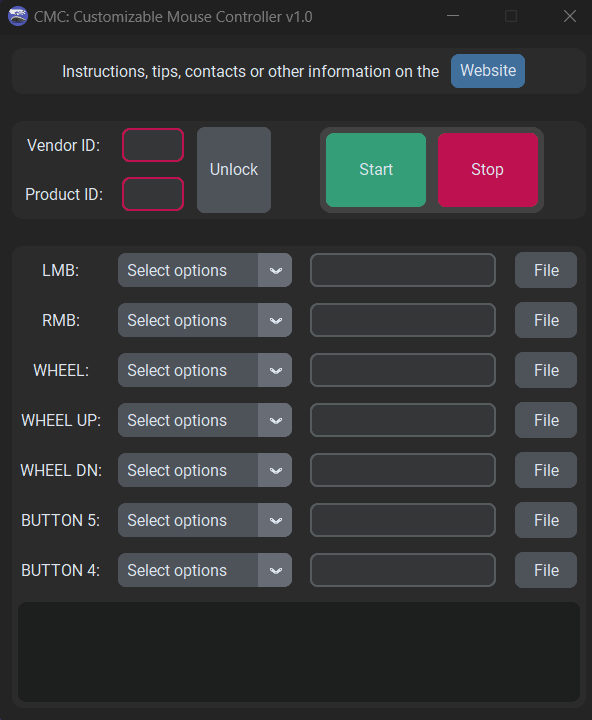 CMC: Customizable Mouse Controller v1.0
Instructions, tips, contacts or other information on the Website
Vendor ID:
Product ID:
Unlock
Start
Stop
LMB: Select options File
RMB: Select options File
WHEEL: Select options File
WHEEL UP: Select options File
WHEEL DN: Select options File
BUTTON 5: Select options File
BUTTON 4: Select options File